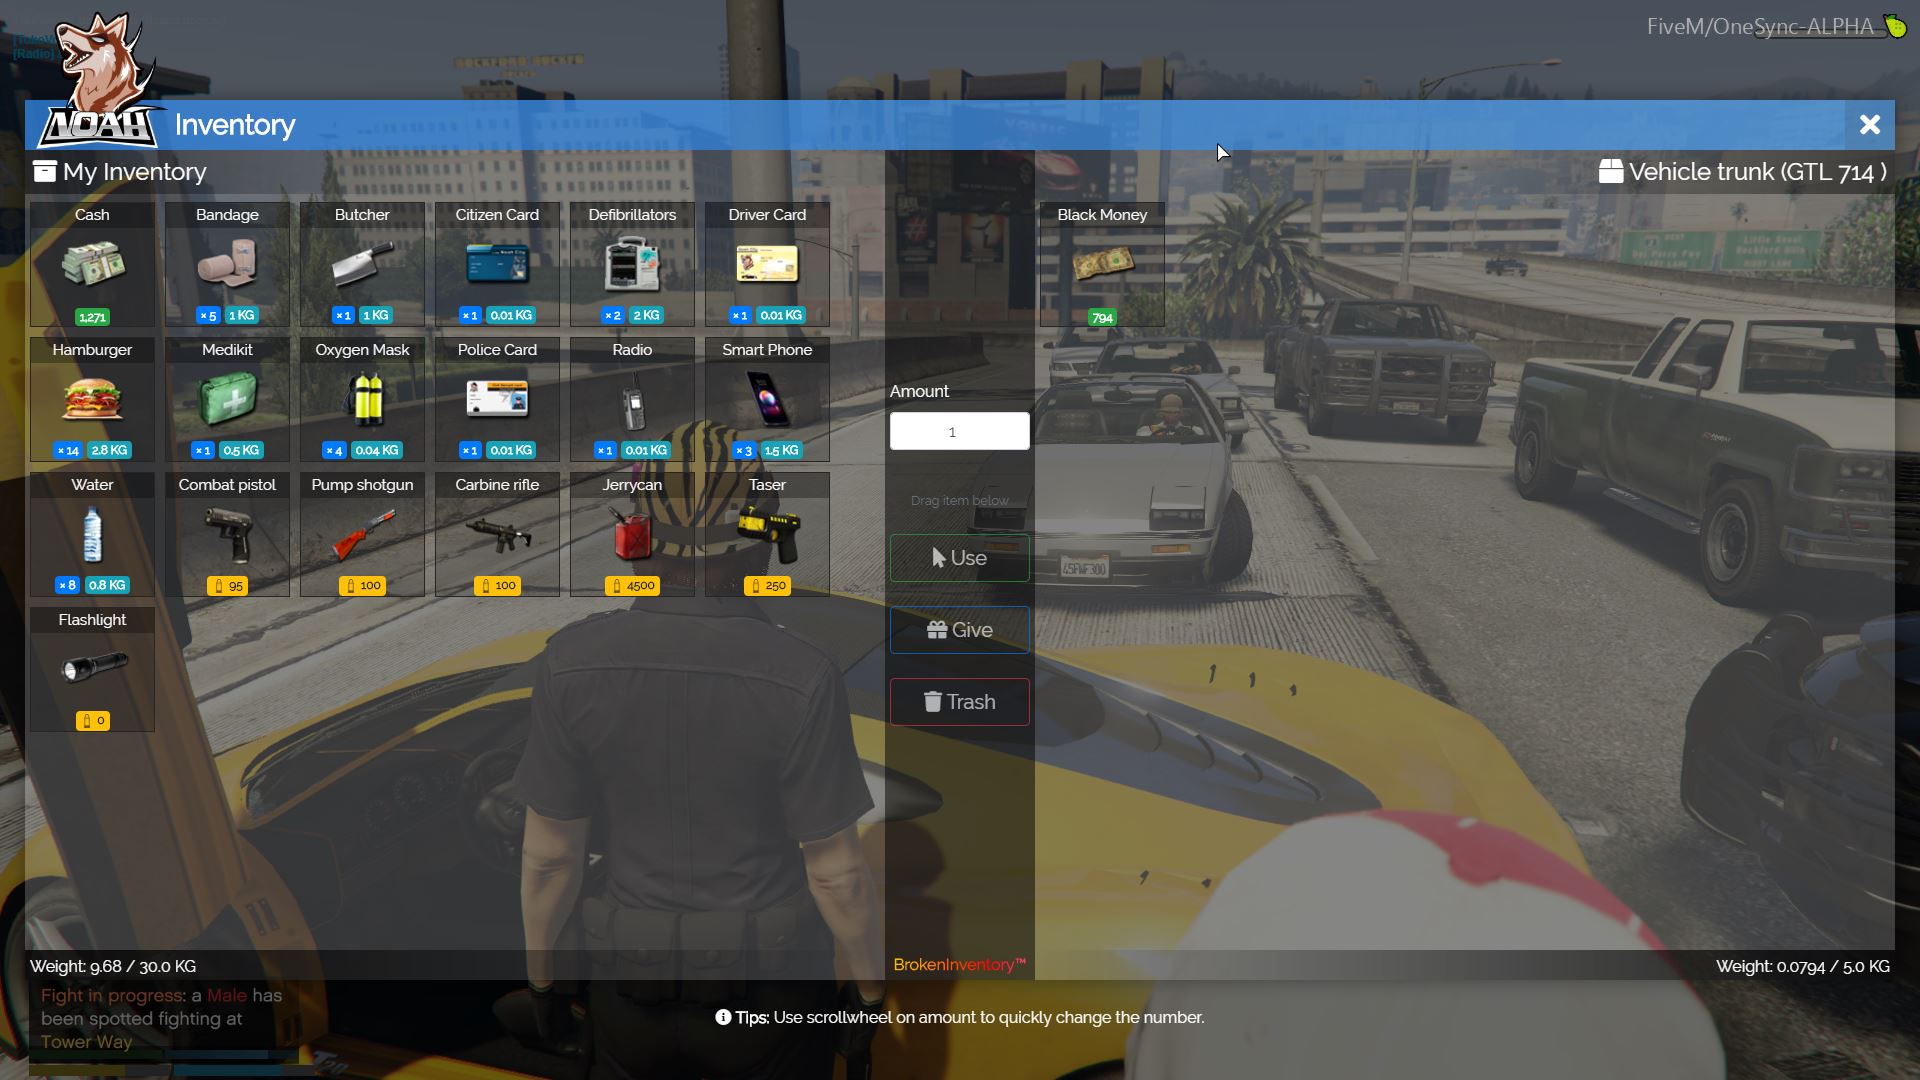 FiveM/OneSync-ALPHA
[Radio]
NOAH
Inventory
My Inventory
Vehicle trunk (GTL 714 )
Cash
Bandage
Butcher
Citizen Card
Defibrillators
Driver Card
Black Money
1,271
× 5 1 KG
× 1 1 KG
× 1 0.01 KG
× 2 2 KG
× 1 0.01 KG
794
Hamburger
Medikit
Oxygen Mask
Police Card
Radio
Smart Phone
× 14 2.8 KG
× 1 0.5 KG
× 4 0.04 KG
× 1 0.01 KG
× 1 0.01 KG
× 3 1.5 KG
Amount
1
Water
Combat pistol
Pump shotgun
Carbine rifle
Jerrycan
Taser
Drag item below
× 8 0.8 KG
95
100
100
4500
250
Use
Flashlight
0
Give
Trash
45FWF300
BrokenInventory™
Weight: 9.68 / 30.0 KG
Weight: 0.0794 / 5.0 KG
Fight in progress: a Male has
been spotted fighting at
Tower Way
Tips: Use scrollwheel on amount to quickly change the number.